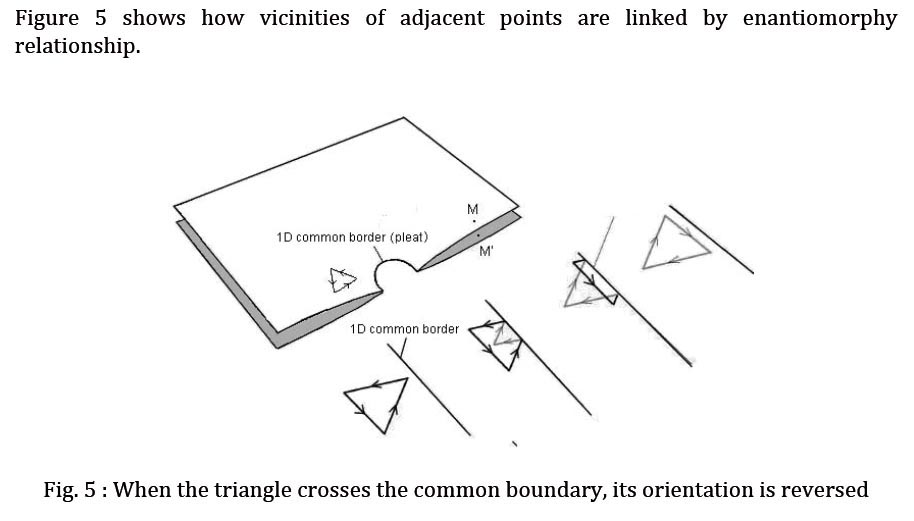 Figure 5 shows how vicinities of adjacent points are linked by enantiomorphy
relationship.
M
1D common border (pleat)
M'
1D common border
Fig. 5 : When the triangle crosses the common boundary, its orientation is reversed